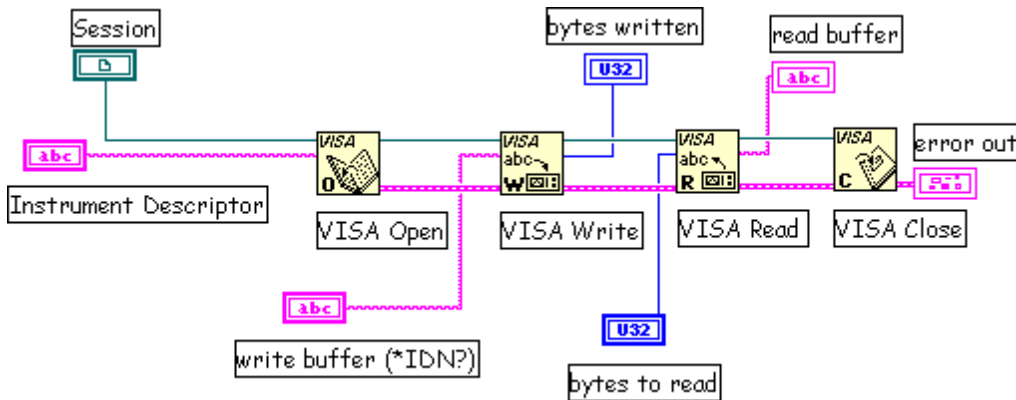 Session
bytes written
read buffer
U32
abc
abc
VISA
O
VISA
abc
W
VISA
abc
R
VISA
C
error out
Instrument Descriptor
VISA Open
VISA Write
VISA Read
VISA Close
abc
U32
write buffer (*IDN?)
bytes to read